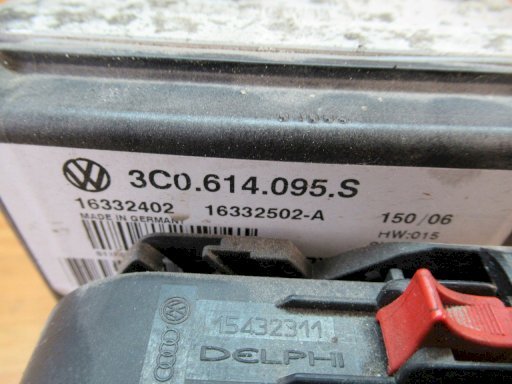 3C0.614.095.S
16332402 16332502-A 150/06
MADE IN GERMANY HW:015
15432311
DELPHI